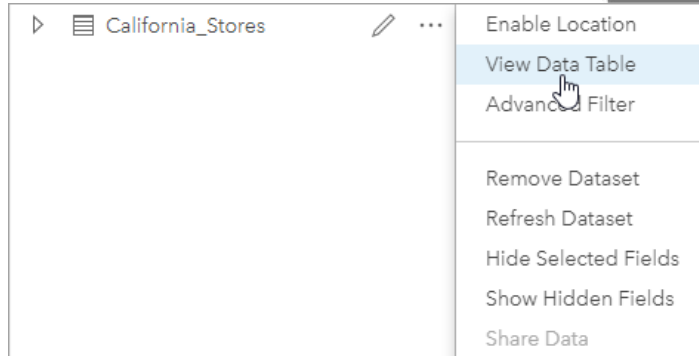 California_Stores
Enable Location
View Data Table
Advanced Filter
Remove Dataset
Refresh Dataset
Hide Selected Fields
Show Hidden Fields
Share Data